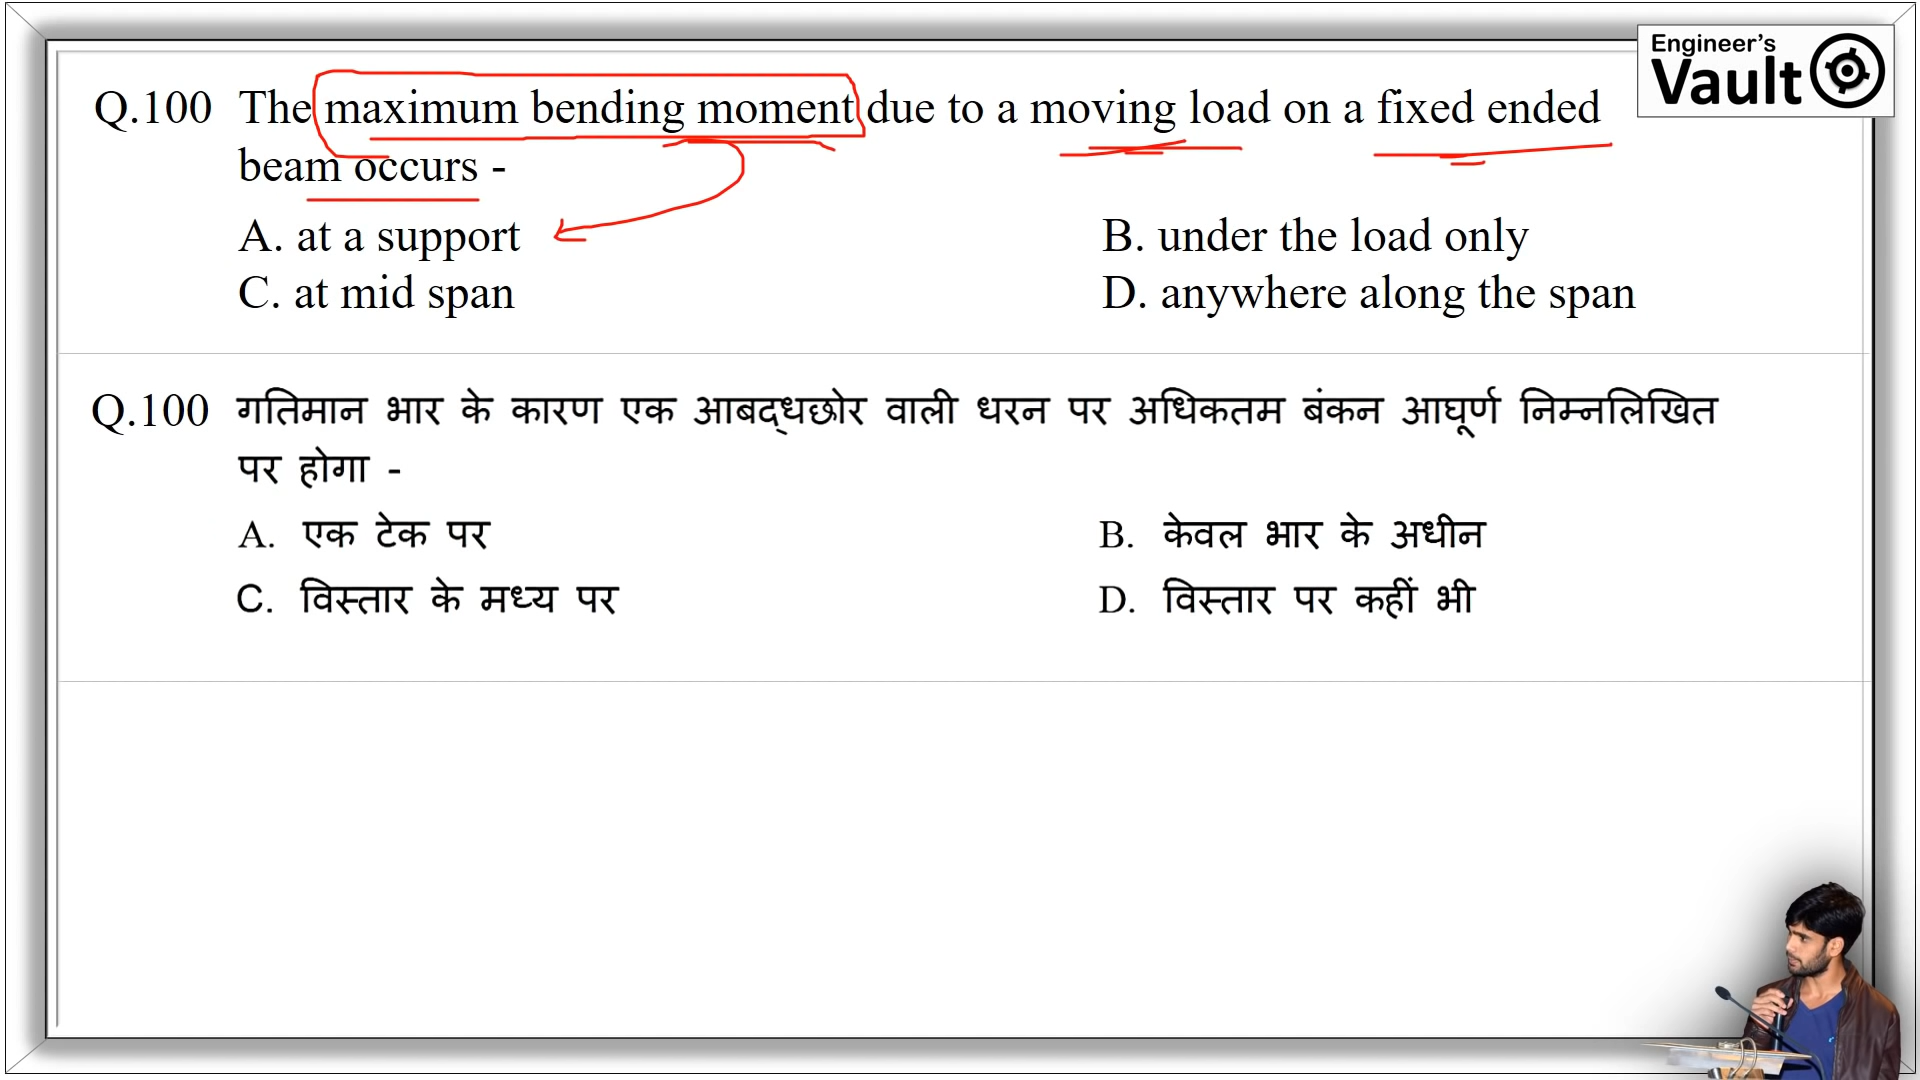 Engineer's
Vault
Q.100 The maximum bending moment due to a moving load on a fixed ended
beam occurs -
A. at a support
B. under the load only
C. at mid span
D. anywhere along the span
Q.100 गतिमान भार के कारण एक आबद्धछोर वाली धरन पर अधिकतम बंकन आघूर्ण निम्नलिखित
पर होगा -
A. एक टेक पर
B. केवल भार के अधीन
C. विस्तार के मध्य पर
D. विस्तार पर कहीं भी